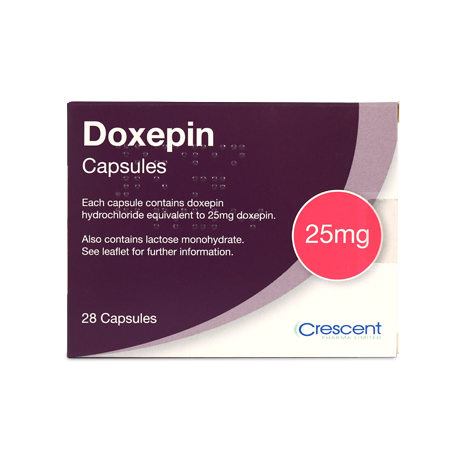 Doxepin
Capsules
Each capsule contains doxepin
hydrochloride equivalent to 25mg doxepin.
Also contains lactose monohydrate.
See leaflet for further information.
25mg
28 Capsules
Crescent
PHARMA LIMITED